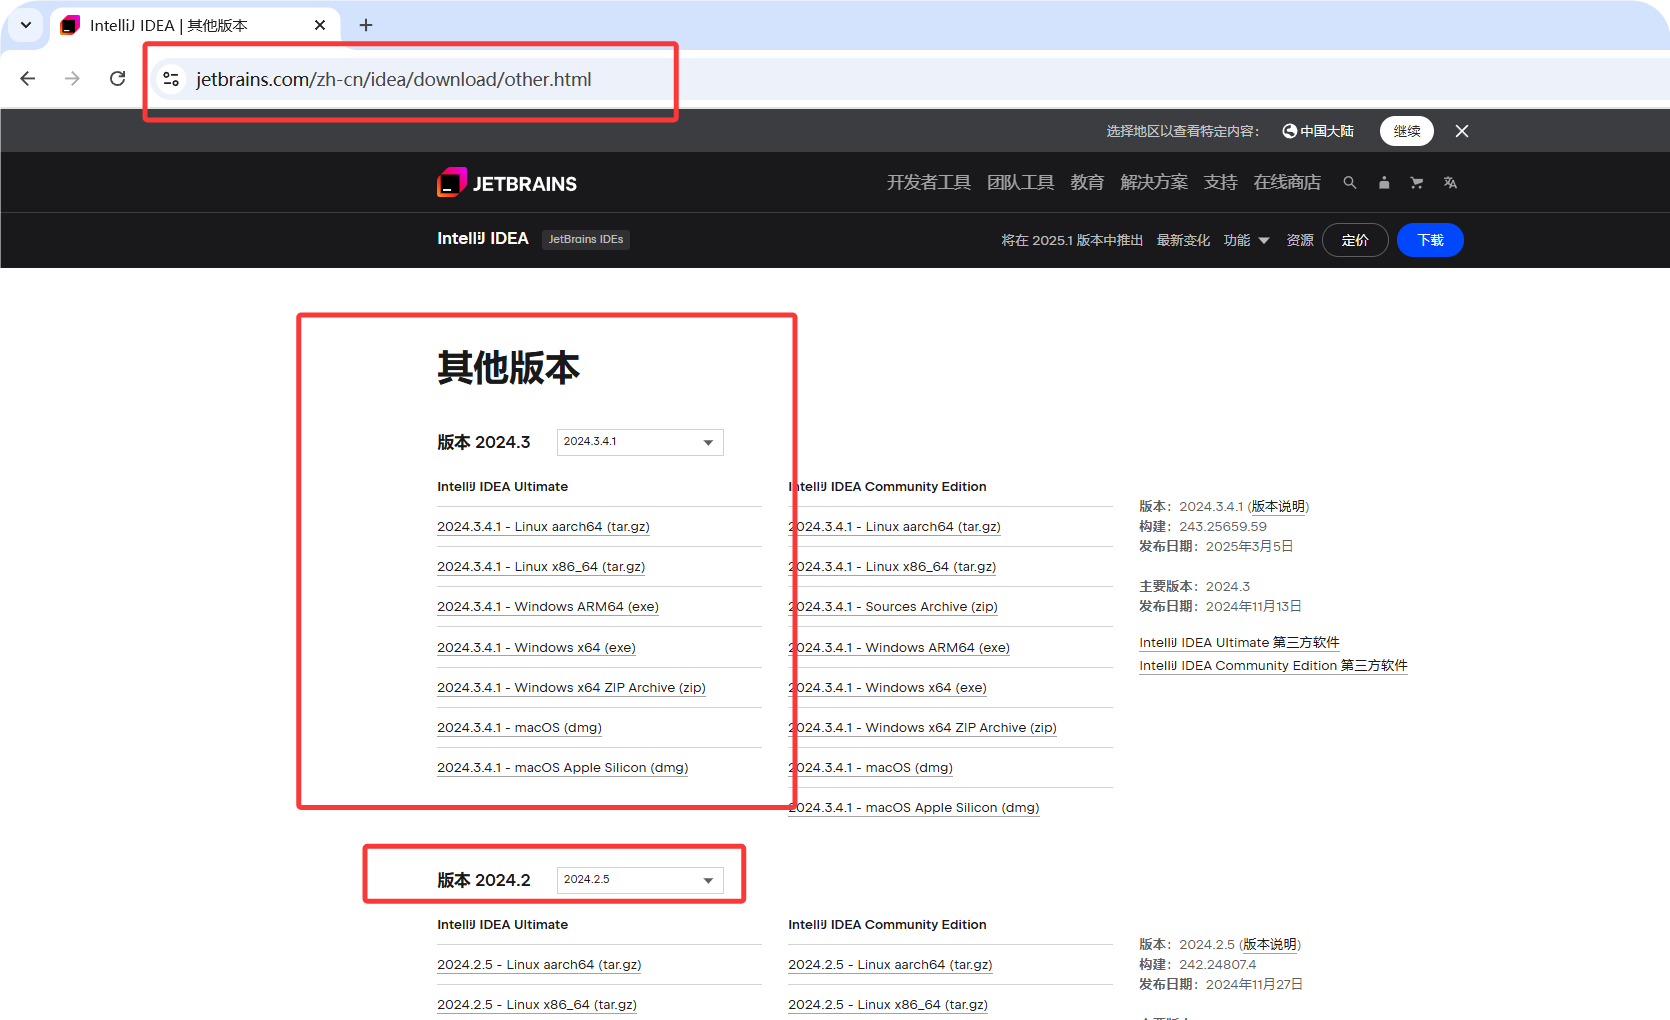 IntelliJ IDEA | 其他版本
jetbrains.com/zh-cn/idea/download/other.html
选择地区以查看特定内容： 中国大陆 继续
JETBRAINS 开发者工具 团队工具 教育 解决方案 支持 在线商店
IntelliJ IDEA JetBrains IDEs 将在 2025.1 版本中推出 最新变化 功能 资源 定价 下载
其他版本
版本 2024.3 2024.3.4.1
IntelliJ IDEA Ultimate
2024.3.4.1 - Linux aarch64 (tar.gz)
2024.3.4.1 - Linux x86_64 (tar.gz)
2024.3.4.1 - Windows ARM64 (exe)
2024.3.4.1 - Windows x64 (exe)
2024.3.4.1 - Windows x64 ZIP Archive (zip)
2024.3.4.1 - macOS (dmg)
2024.3.4.1 - macOS Apple Silicon (dmg)
IntelliJ IDEA Community Edition
2024.3.4.1 - Linux aarch64 (tar.gz)
2024.3.4.1 - Linux x86_64 (tar.gz)
2024.3.4.1 - Sources Archive (zip)
2024.3.4.1 - Windows ARM64 (exe)
2024.3.4.1 - Windows x64 (exe)
2024.3.4.1 - Windows x64 ZIP Archive (zip)
2024.3.4.1 - macOS (dmg)
2024.3.4.1 - macOS Apple Silicon (dmg)
版本： 2024.3.4.1 (版本说明)
构建： 243.25659.59
发布日期： 2025年3月5日
主要版本： 2024.3
发布日期： 2024年11月13日
IntelliJ IDEA Ultimate 第三方软件
IntelliJ IDEA Community Edition 第三方软件
版本 2024.2 2024.2.5
IntelliJ IDEA Ultimate
2024.2.5 - Linux aarch64 (tar.gz)
2024.2.5 - Linux x86_64 (tar.gz)
IntelliJ IDEA Community Edition
2024.2.5 - Linux aarch64 (tar.gz)
2024.2.5 - Linux x86_64 (tar.gz)
版本： 2024.2.5 (版本说明)
构建： 242.24807.4
发布日期： 2024年11月27日